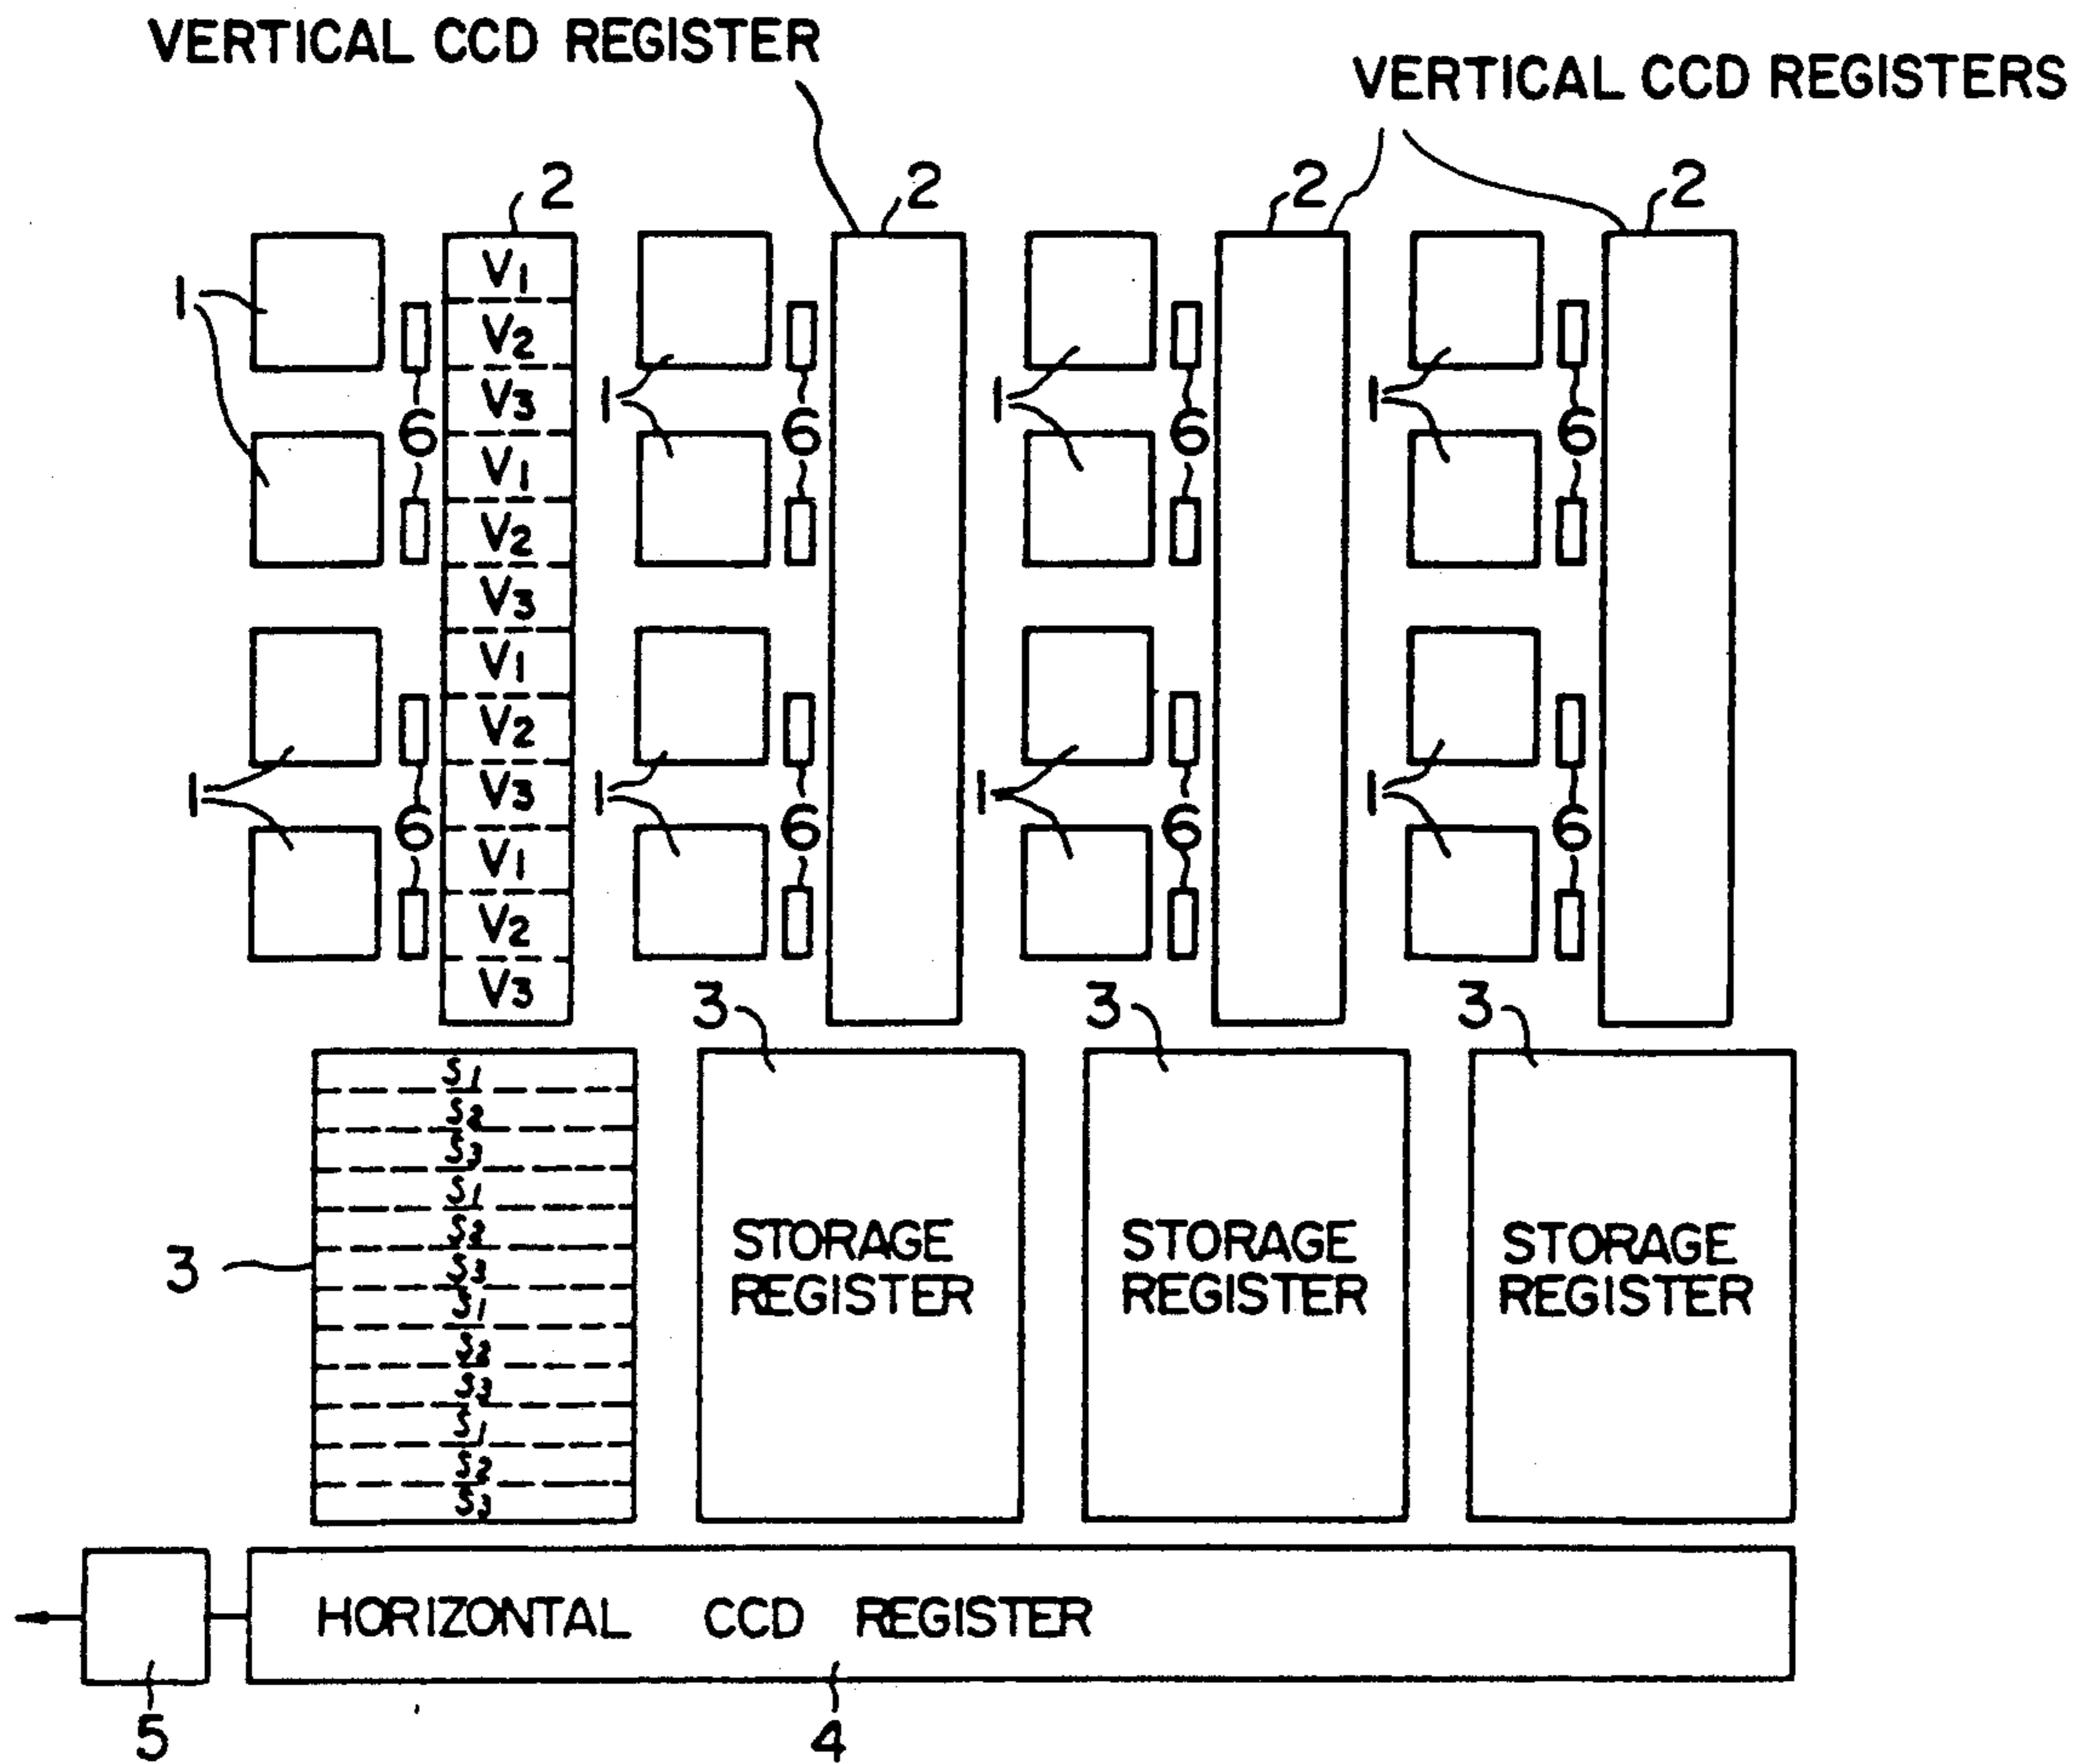 VERTICAL CCD REGISTER
VERTICAL CCD REGISTERS
2 2 2 2
1 1 1 1
6 6 6 6
V1
V2
V3
V1
V2
V3
V1
V2
V3
V1
V2
V3
1 1 1 1
6 6 6 6
3 3 3
S1
S2
S3
S1
S2
S3
S1
S2
S3
S1
S2
S3
3
STORAGE
REGISTER
STORAGE
REGISTER
STORAGE
REGISTER
HORIZONTAL CCD REGISTER
5
4